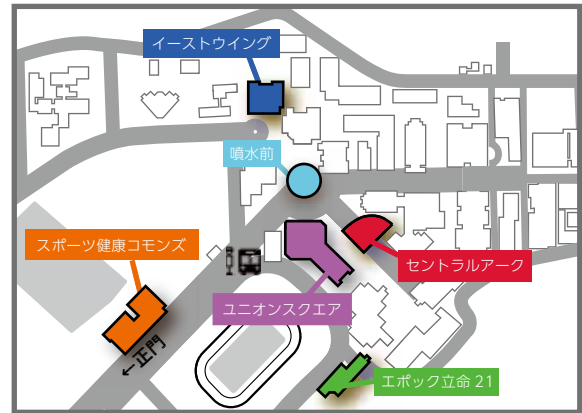 イーストウイング
噴水前
スポーツ健康コモンズ
セントラルアーク
ユニオンスクエア
←正門
エポック立命21